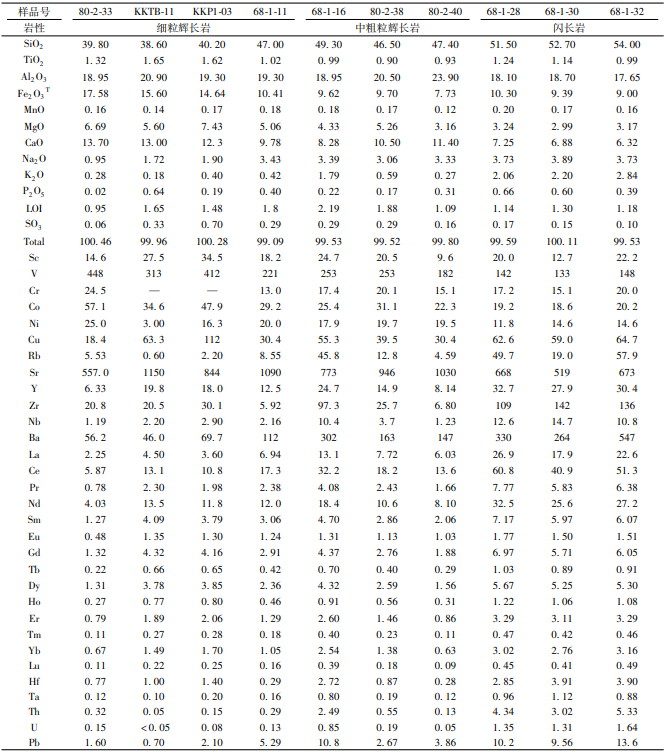 样品号 80-2-33 KKTB-11 KKP1-03 68-1-11 68-1-16 80-2-38 80-2-40 68-1-28 68-1-30 68-1-32
岩性 细粒辉长岩 中粗粒辉长岩 闪长岩
SiO₂ 39.80 38.60 40.20 47.00 49.30 46.50 47.40 51.50 52.70 54.00
TiO₂ 1.32 1.65 1.62 1.02 0.99 0.90 0.93 1.24 1.14 0.99
Al₂O₃ 18.95 20.90 19.30 19.30 18.95 20.50 23.90 18.10 18.70 17.65
Fe₂O₃ᵀ 17.58 15.60 14.64 10.41 9.62 9.70 7.73 10.30 9.39 9.00
MnO 0.16 0.14 0.17 0.18 0.18 0.17 0.12 0.20 0.17 0.16
MgO 6.69 5.60 7.43 5.06 4.33 5.26 3.16 3.24 2.99 3.17
CaO 13.70 13.00 12.3 9.78 8.28 10.50 11.40 7.25 6.88 6.32
Na₂O 0.95 1.72 1.90 3.43 3.39 3.06 3.33 3.73 3.89 3.73
K₂O 0.28 0.18 0.40 0.42 1.79 0.59 0.27 2.06 2.20 2.84
P₂O₅ 0.02 0.64 0.19 0.40 0.22 0.17 0.31 0.66 0.60 0.39
LOI 0.95 1.65 1.48 1.8 2.19 1.88 1.09 1.14 1.30 1.18
SO₃ 0.06 0.33 0.70 0.29 0.29 0.29 0.16 0.17 0.15 0.10
Total 100.46 99.96 100.28 99.09 99.53 99.52 99.80 99.59 100.11 99.53
Sc 14.6 27.5 34.5 18.2 24.7 20.5 9.6 20.0 12.7 22.2
V 448 313 412 221 253 253 182 142 133 148
Cr 24.5 — — 13.0 17.4 20.1 15.1 17.2 15.1 20.0
Co 57.1 34.6 47.9 29.2 25.4 31.1 22.3 19.2 18.6 20.2
Ni 25.0 3.00 16.3 20.0 17.9 19.7 19.5 11.8 14.6 14.6
Cu 18.4 63.3 112 30.4 55.3 39.5 30.4 62.6 59.0 64.7
Rb 5.53 0.60 2.20 8.55 45.8 12.8 4.59 49.7 19.0 57.9
Sr 557.0 1150 844 1090 773 946 1030 668 519 673
Y 6.33 19.8 18.0 12.5 24.7 14.9 8.14 32.7 27.9 30.4
Zr 20.8 20.5 30.1 5.92 97.3 25.7 6.80 109 142 136
Nb 1.19 2.20 2.90 2.16 10.4 3.7 1.23 12.6 14.7 10.8
Ba 56.2 46.0 69.7 112 302 163 147 330 264 547
La 2.25 4.50 3.60 6.94 13.1 7.72 6.03 26.9 17.9 22.6
Ce 5.87 13.1 10.8 17.3 32.2 18.2 13.6 60.8 40.9 51.3
Pr 0.78 2.30 1.98 2.38 4.08 2.43 1.66 7.77 5.83 6.38
Nd 4.03 13.5 11.8 12.0 18.4 10.6 8.10 32.5 25.6 27.2
Sm 1.27 4.09 3.79 3.06 4.70 2.86 2.06 7.17 5.97 6.07
Eu 0.48 1.35 1.30 1.24 1.31 1.13 1.03 1.77 1.50 1.51
Gd 1.32 4.32 4.16 2.91 4.37 2.76 1.88 6.97 5.71 6.05
Tb 0.22 0.66 0.65 0.42 0.70 0.40 0.29 1.03 0.89 0.91
Dy 1.31 3.78 3.85 2.36 4.32 2.59 1.56 5.67 5.25 5.30
Ho 0.27 0.77 0.80 0.46 0.91 0.56 0.31 1.22 1.06 1.08
Er 0.79 1.89 2.06 1.29 2.60 1.46 0.86 3.29 3.11 3.29
Tm 0.11 0.27 0.28 0.18 0.40 0.23 0.11 0.47 0.42 0.46
Yb 0.67 1.49 1.70 1.05 2.54 1.38 0.63 3.02 2.76 3.16
Lu 0.11 0.22 0.25 0.16 0.39 0.18 0.09 0.45 0.41 0.49
Hf 0.77 1.00 1.40 0.29 2.72 0.87 0.28 2.85 3.91 3.90
Ta 0.12 0.10 0.20 0.16 0.80 0.19 0.12 0.96 1.12 0.88
Th 0.32 0.05 0.15 0.29 2.49 0.55 0.13 4.34 3.02 5.33
U 0.15 <0.05 0.08 0.13 0.85 0.19 0.05 1.35 1.31 1.64
Pb 1.60 0.70 2.10 5.29 10.8 2.67 3.86 10.2 9.56 13.6